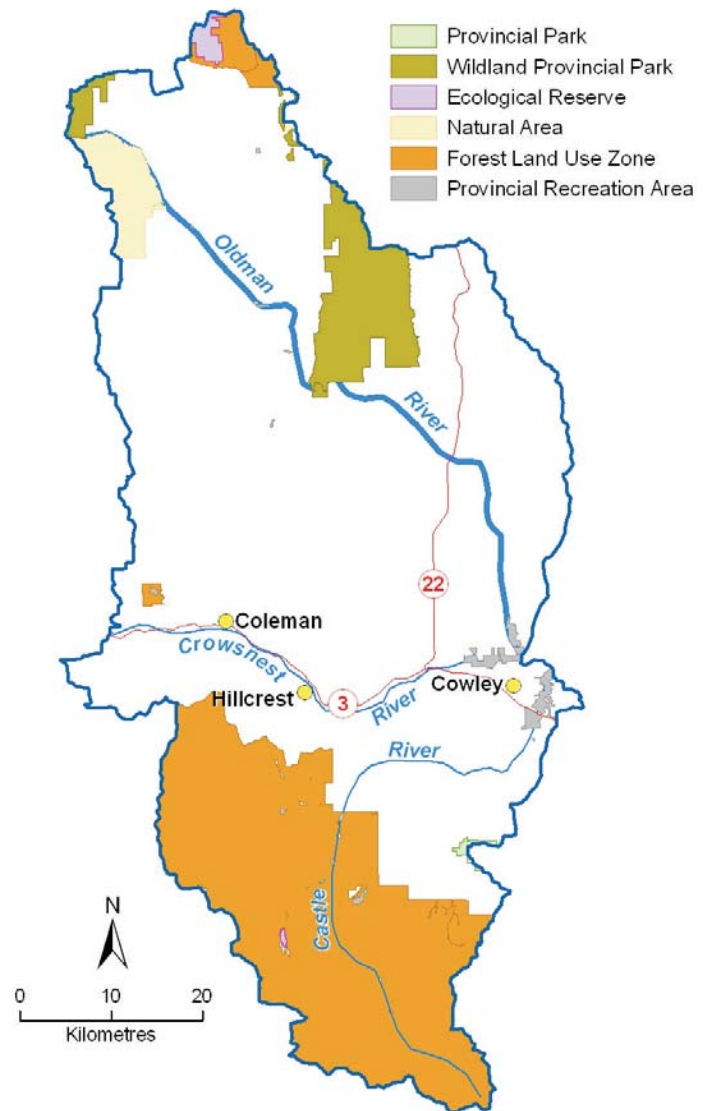 Provincial Park
Wildland Provincial Park
Ecological Reserve
Natural Area
Forest Land Use Zone
Provincial Recreation Area
Oldman
River
22
Coleman
Crowsnest
Hillcrest
3
River
Cowley
River
Castle
N
0 10 20
Kilometres